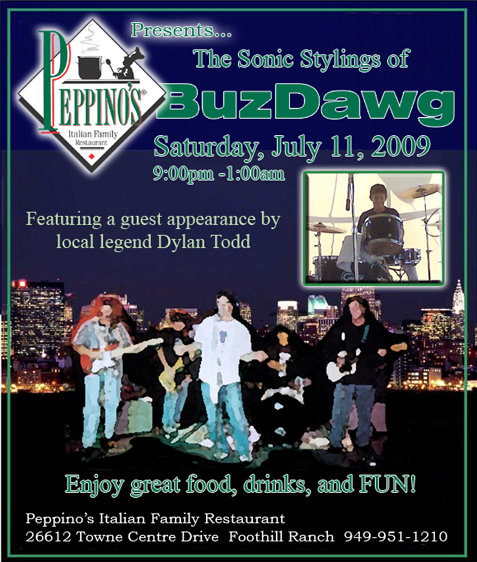 Presents...
PEPPINO'S®
Italian Family
Restaurant
The Sonic Stylings of
BuzDawg
Saturday, July 11, 2009
9:00pm -1:00am
Featuring a guest appearance by
local legend Dylan Todd
Enjoy great food, drinks, and FUN!
Peppino's Italian Family Restaurant
26612 Towne Centre Drive Foothill Ranch 949-951-1210